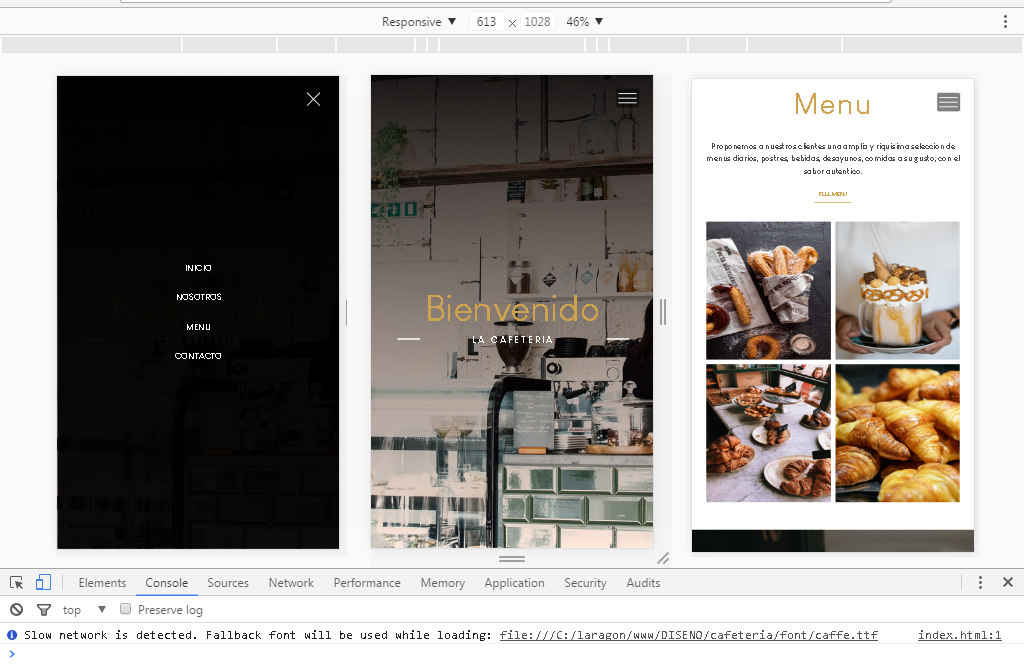 Responsive ▼ 613 × 1028 46% ▼
INICIO
NOSOTROS
MENU
CONTACTO
Bienvenido
LA CAFETERIA
Bienvenido
LA CAFETERIA
Menu
Proponemos a nuestros clientes una amplia y riquisima seleccion de
menus diarios, postres, bebidas, desayunos, comidas a su gusto, con el
sabor autentico.
FULL MENU
Elements Console Sources Network Performance Memory Application Security Audits
top ▼ Preserve log
Slow network is detected. Fallback font will be used while loading: file:///C:/laragon/www/DISENO/cafeteria/font/caffe.ttf index.html:1